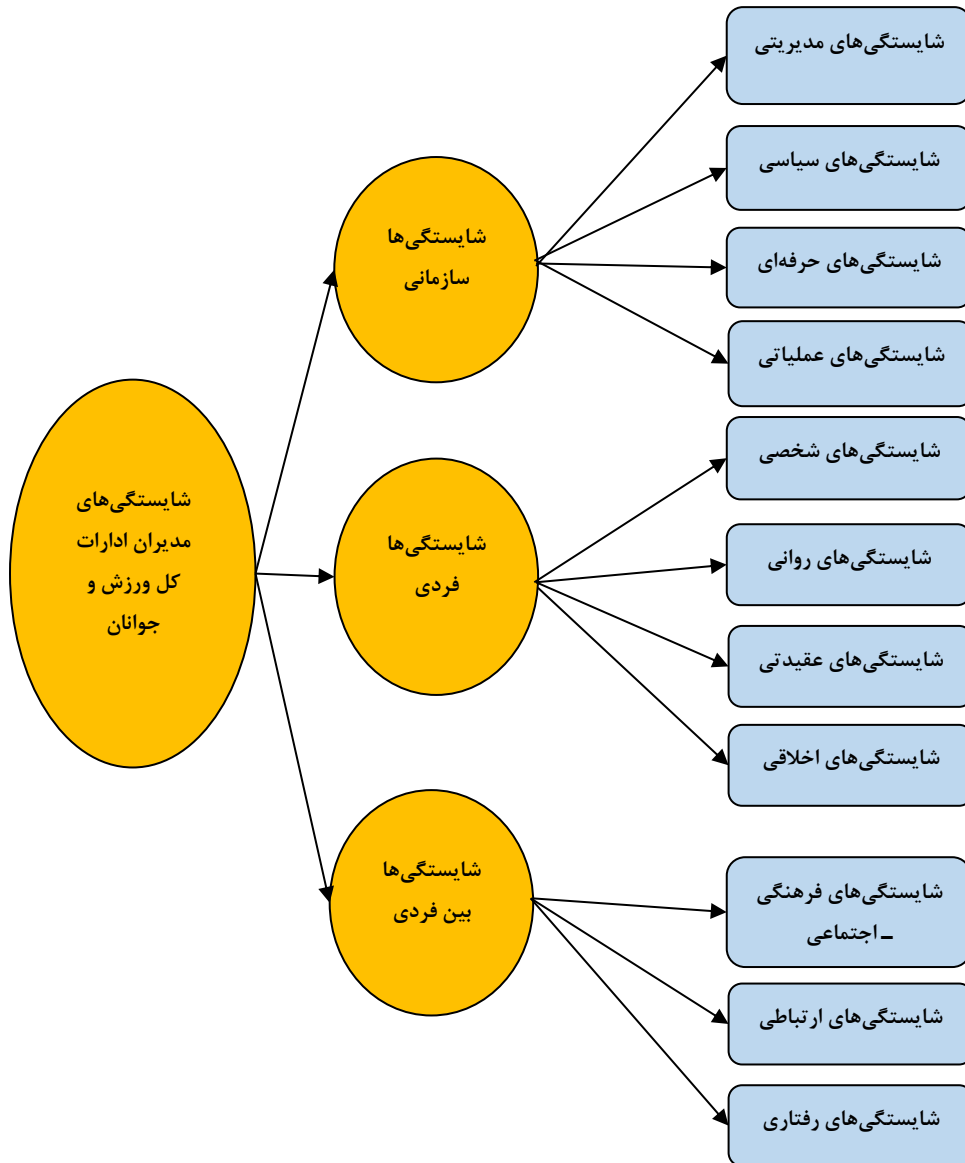 شایستگی‌های
مدیران ادارات
کل ورزش و
جوانان
شایستگی‌ها
سازمانی
شایستگی‌های مدیریتی
شایستگی‌های سیاسی
شایستگی‌های حرفه‌ای
شایستگی‌های عملیاتی
شایستگی‌ها
فردی
شایستگی‌های شخصی
شایستگی‌های روانی
شایستگی‌های عقیدتی
شایستگی‌های اخلاقی
شایستگی‌ها
بین فردی
شایستگی‌های فرهنگی
ـ اجتماعی
شایستگی‌های ارتباطی
شایستگی‌های رفتاری